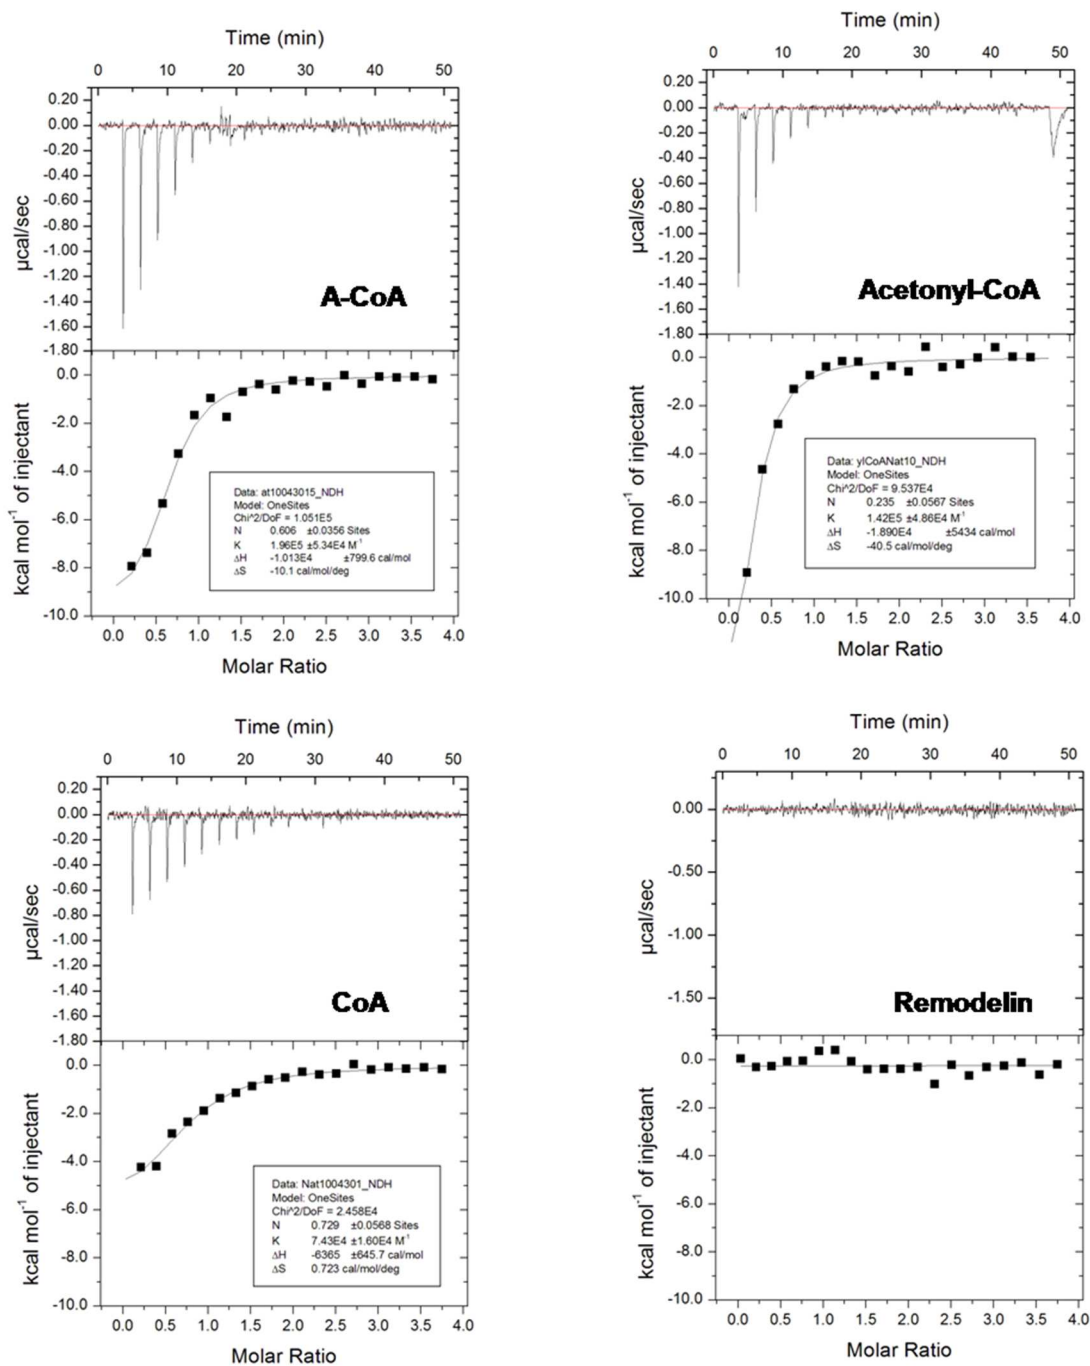 Time (min)
0 10 20 30 40 50
0.20
0.00
-0.20
-0.40
-0.60
-0.80
-1.00
-1.20
-1.40
-1.60
-1.80
µcal/sec
A-CoA
0.0
-2.0
-4.0
-6.0
-8.0
-10.0
kcal mol⁻¹ of injectant
Data: at10043015_NDH
Model: OneSites
Chi^2/DoF = 1.051E5
N 0.606 ±0.0356 Sites
K 1.96E5 ±5.34E4 M⁻¹
ΔH -1.013E4 ±799.6 cal/mol
ΔS -10.1 cal/mol/deg
0.0 0.5 1.0 1.5 2.0 2.5 3.0 3.5 4.0
Molar Ratio
Time (min)
0 10 20 30 40 50
0.20
0.00
-0.20
-0.40
-0.60
-0.80
-1.00
-1.20
-1.40
-1.60
-1.80
µcal/sec
Acetonyl-CoA
0.0
-2.0
-4.0
-6.0
-8.0
-10.0
kcal mol⁻¹ of injectant
Data: ylCoANat10_NDH
Model: OneSites
Chi^2/DoF = 9.537E4
N 0.235 ±0.0567 Sites
K 1.42E5 ±4.86E4 M⁻¹
ΔH -1.890E4 ±5434 cal/mol
ΔS -40.5 cal/mol/deg
0.0 0.5 1.0 1.5 2.0 2.5 3.0 3.5 4.0
Molar Ratio
Time (min)
0 10 20 30 40 50
0.20
0.00
-0.20
-0.40
-0.60
-0.80
-1.00
-1.20
-1.40
-1.60
-1.80
µcal/sec
CoA
0.0
-2.0
-4.0
-6.0
-8.0
-10.0
kcal mol⁻¹ of injectant
Data: Nat1004301_NDH
Model: OneSites
Chi^2/DoF = 2.458E4
N 0.729 ±0.0568 Sites
K 7.43E4 ±1.60E4 M⁻¹
ΔH -6365 ±645.7 cal/mol
ΔS 0.723 cal/mol/deg
0.0 0.5 1.0 1.5 2.0 2.5 3.0 3.5 4.0
Molar Ratio
Time (min)
0 10 20 30 40 50
0.00
-0.50
-1.00
-1.50
µcal/sec
Remodelin
0.0
-2.0
-4.0
-6.0
-8.0
-10.0
kcal mol⁻¹ of injectant
0.0 0.5 1.0 1.5 2.0 2.5 3.0 3.5 4.0
Molar Ratio